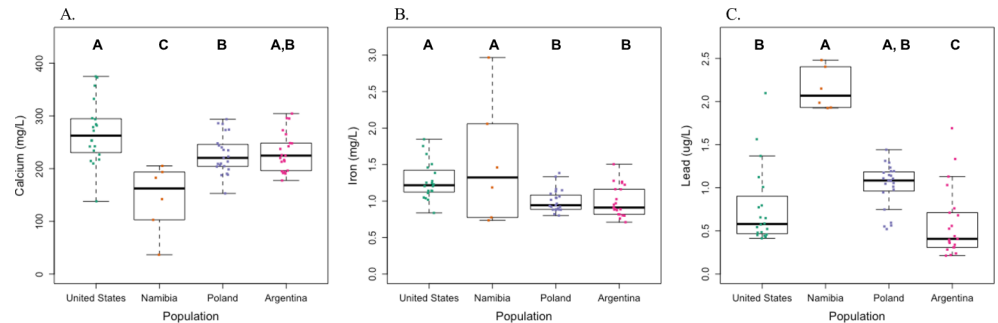 A.
A C B A,B
Calcium (mg/L)
400
300
200
100
0
United States Namibia Poland Argentina
Population
B.
A A B B
Iron (mg/L)
3.0
2.5
2.0
1.5
1.0
0.5
0.0
United States Namibia Poland Argentina
Population
C.
B A A, B C
Lead (ug/L)
2.5
2.0
1.5
1.0
0.5
0.0
United States Namibia Poland Argentina
Population